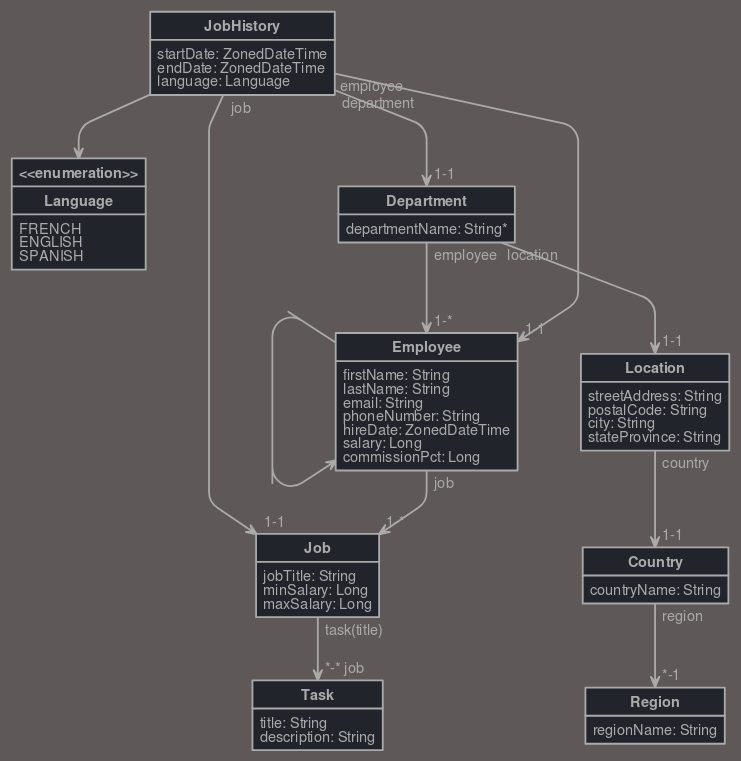 JobHistory
startDate: ZonedDateTime
endDate: ZonedDateTime
language: Language
employee
department
job
<<enumeration>>
Language
FRENCH
ENGLISH
SPANISH
1-1
Department
departmentName: String*
employee
location
1-*
1-1
Employee
firstName: String
lastName: String
email: String
phoneNumber: String
hireDate: ZonedDateTime
salary: Long
commissionPct: Long
1-1
Location
streetAddress: String
postalCode: String
city: String
stateProvince: String
country
job
1-1
1-*
Job
jobTitle: String
minSalary: Long
maxSalary: Long
1-1
Country
countryName: String
region
task(title)
*-* job
Task
title: String
description: String
*-1
Region
regionName: String